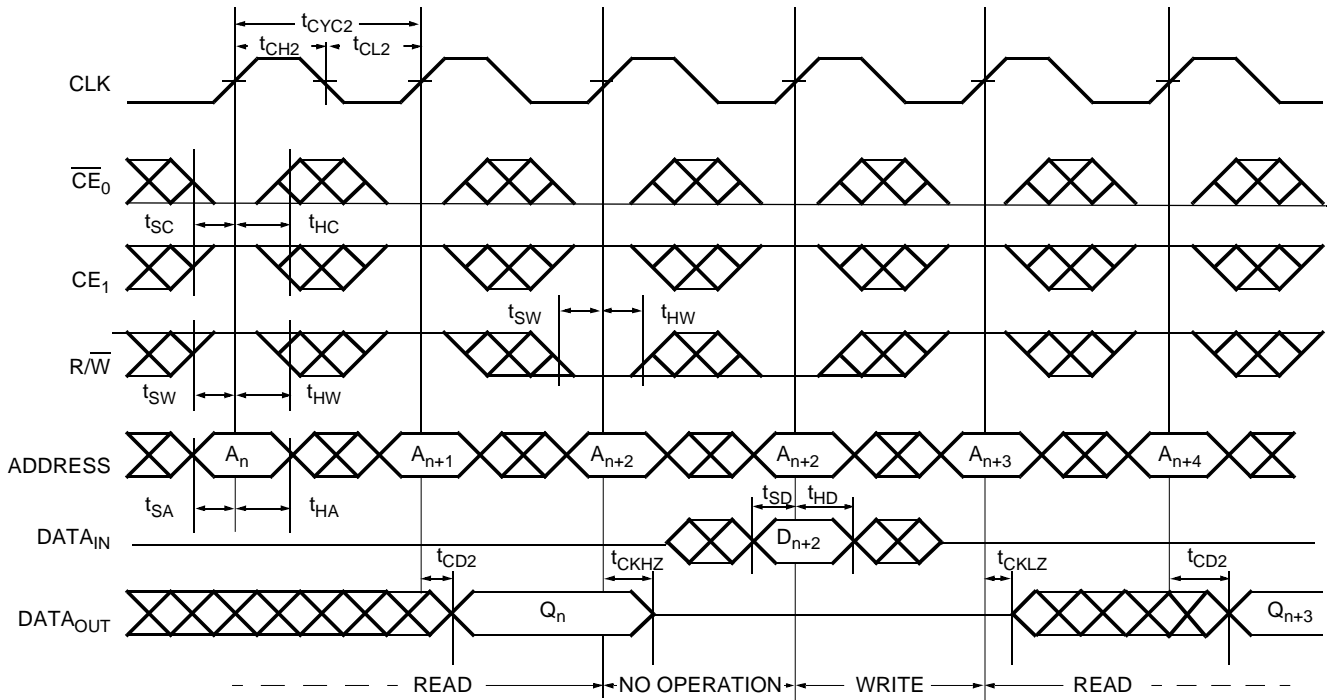 tCYC2
tCH2 tCL2
CLK
CE0
tSC tHC
CE1
tSW tHW
R/W
tSW tHW
ADDRESS An An+1 An+2 An+2 An+3 An+4
tSA tHA tSD tHD
DATAIN Dn+2
tCD2 tCKHZ tCKLZ tCD2
DATAOUT Qn Qn+3
READ NO OPERATION WRITE READ